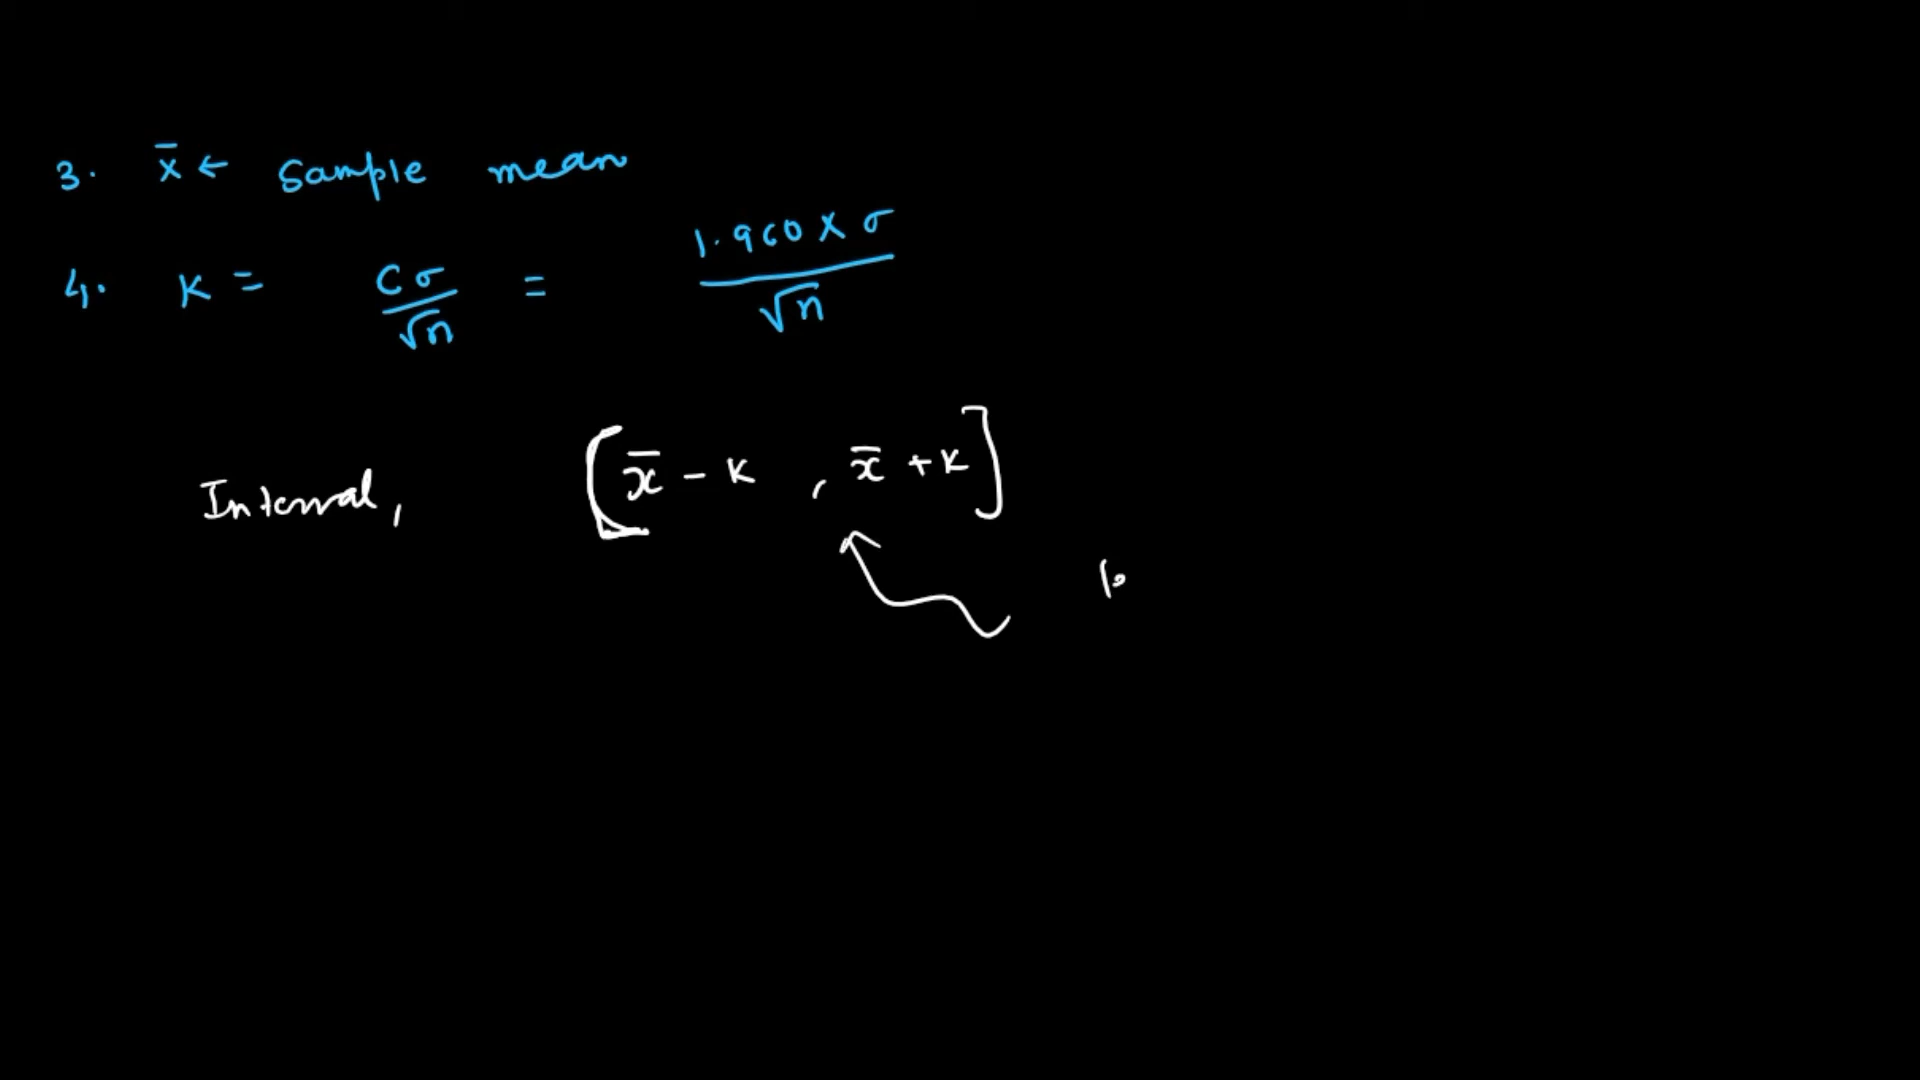 3. x̄ ← Sample mean
4. K = Cσ/√n = 1.960 × σ/√n
Interval, [x̄ - K , x̄ + K]